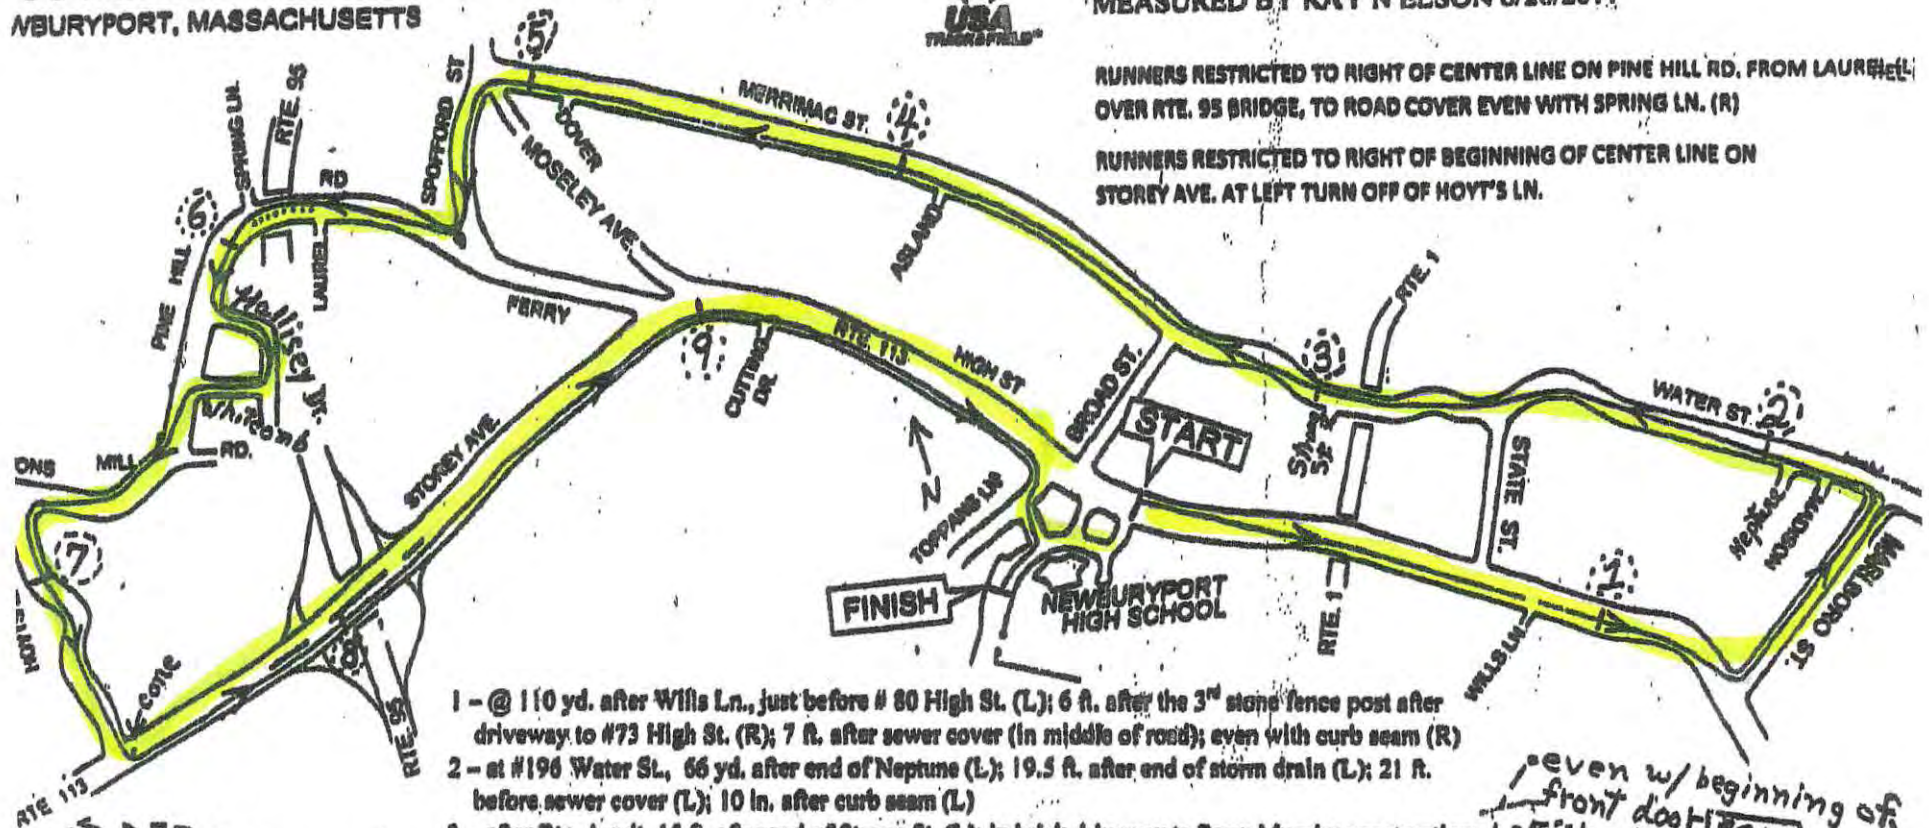 WBURYPORT, MASSACHUSETTS
USA
TRACK & FIELD
MEASURED BY
RUNNERS RESTRICTED TO RIGHT OF CENTER LINE ON PINE HILL RD. FROM
OVER RTE. 95 BRIDGE, TO ROAD COVER EVEN WITH SPRING LN. (R)
RUNNERS RESTRICTED TO RIGHT OF BEGINNING OF CENTER LINE ON
STOREY AVE. AT LEFT TURN OFF OF HOYT'S LN.
5
SPOFFORD ST
RTE. 95
SPRING LN.
MERRIMAC ST.
4
DOVER
MOSELEY AVE.
RD
6
ASLAND
LAUREL
PINE HILL
Hallisey
FERRY
RTE. 1
9
CUTTING DR.
RTE. 113
HIGH ST
BROAD ST.
3
WATER ST.
2
START
STATE ST.
Neptune
MADISON
MARLBORO ST.
Whitcomb
ONS
MILL
RD.
STOREY AVE
N
TOPPANS LN
7
FINISH
NEWBURYPORT
HIGH SCHOOL
RTE. 1
WILLS LN
1
8
cone
RTE 95
RTE 113
1 – @ 110 yd. after Wills Ln., just before # 80 High St. (L); 6 ft. after the 3rd stone fence post after
driveway to #73 High St. (R); 7 ft. after sewer cover (in middle of road); even with curb seam (R)
2 – at #196 Water St., 66 yd. after end of Neptune (L); 19.5 ft. after end of storm drain (L); 21 ft.
before sewer cover (L); 10 in. after curb seam (L)
even w/ beginning of
front